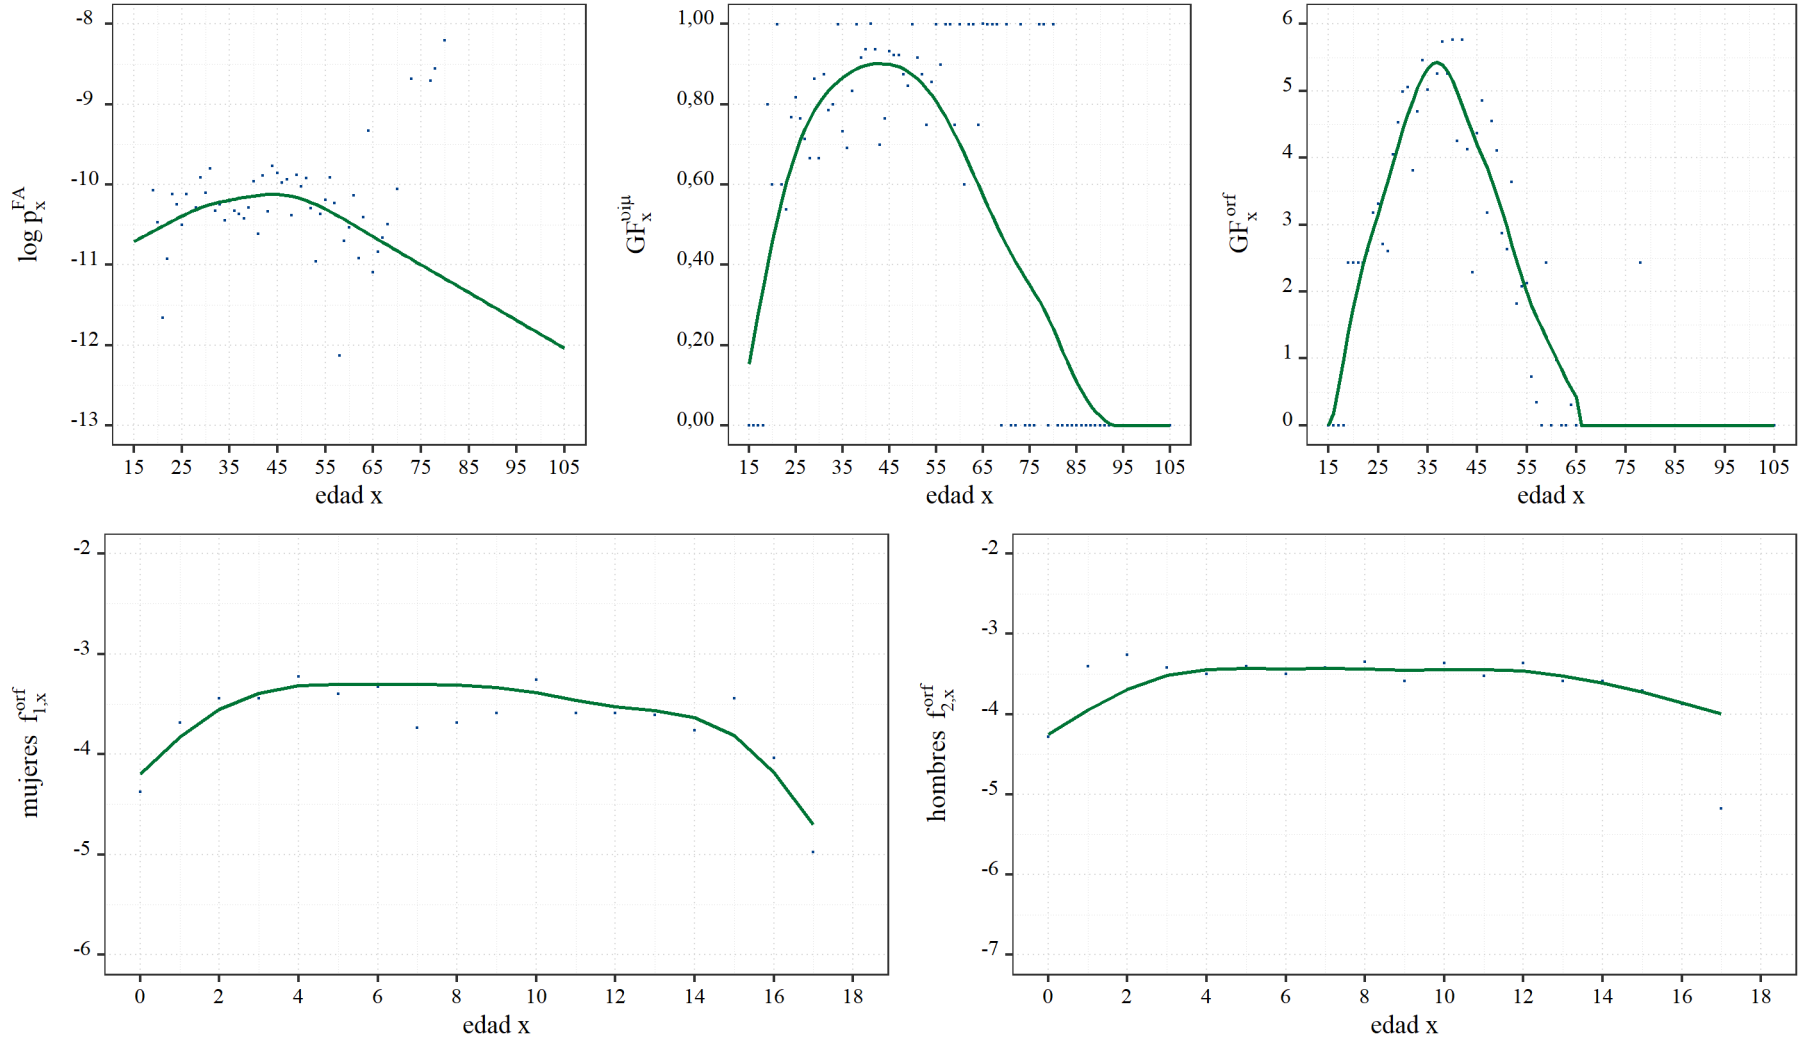 log p_x^FA
-8
-9
-10
-11
-12
-13
15 25 35 45 55 65 75 85 95 105
edad x
GF_x^υiμ
1,00
0,80
0,60
0,40
0,20
0,00
15 25 35 45 55 65 75 85 95 105
edad x
GF_x^orf
6
5
4
3
2
1
0
15 25 35 45 55 65 75 85 95 105
edad x
mujeres f_1,x^orf
-2
-3
-4
-5
-6
0 2 4 6 8 10 12 14 16 18
edad x
hombres f_2,x^orf
-2
-3
-4
-5
-6
-7
0 2 4 6 8 10 12 14 16 18
edad x